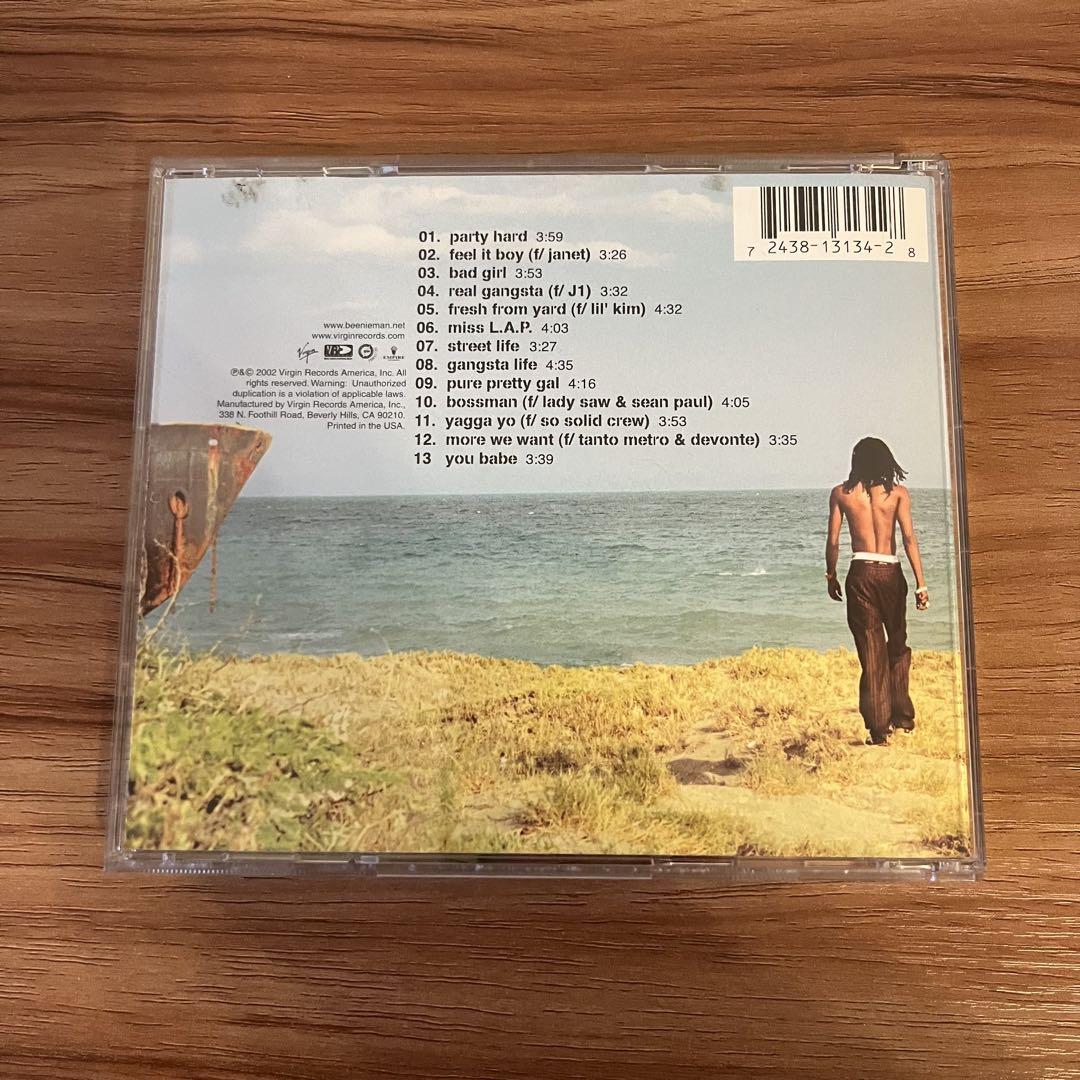 7 2438-13134-2 8
01. party hard 3:59
02. feel it boy (f/ janet) 3:26
03. bad girl 3:53
04. real gangsta (f/ J1) 3:32
05. fresh from yard (f/ lil' kim) 4:32
06. miss L.A.P. 4:03
07. street life 3:27
08. gangsta life 4:35
09. pure pretty gal 4:16
10. bossman (f/ lady saw & sean paul) 4:05
11. yagga yo (f/ so solid crew) 3:53
12. more we want (f/ tanto metro & devonte) 3:35
13 you babe 3:39
www.beenieman.net
www.virginrecords.com
Virgin
EMPIRE
℗&© 2002 Virgin Records America, Inc. All
rights reserved. Warning: Unauthorized
duplication is a violation of applicable laws.
Manufactured by Virgin Records America, Inc.,
338 N. Foothill Road, Beverly Hills, CA 90210.
Printed in the USA.